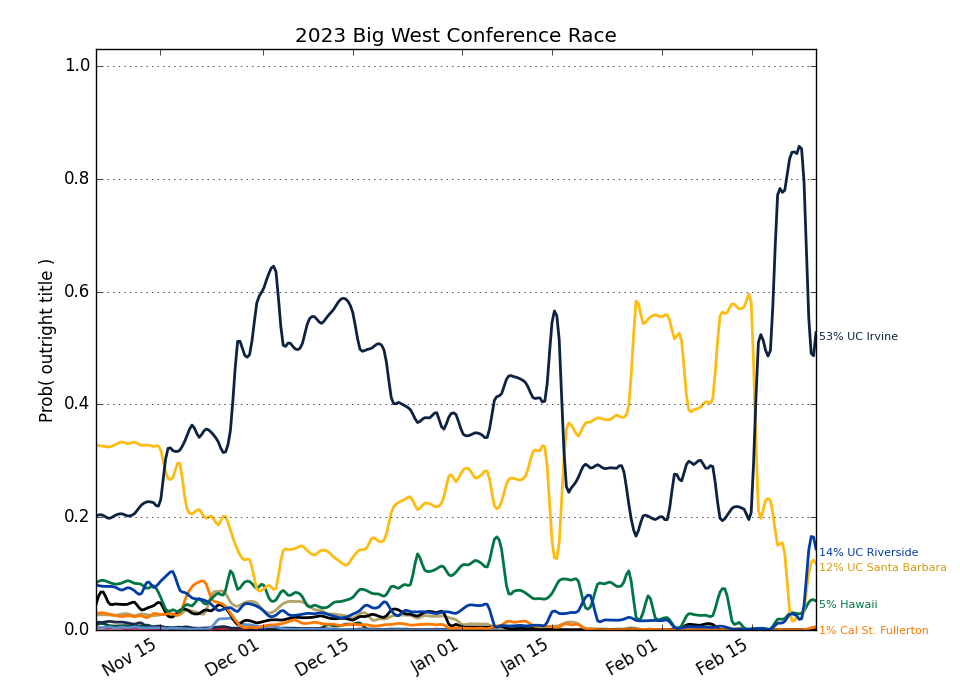 2023 Big West Conference Race
Prob( outright title )
1.0
0.8
0.6
0.4
0.2
0.0
Nov 15
Dec 01
Dec 15
Jan 01
Jan 15
Feb 01
Feb 15
53% UC Irvine
14% UC Riverside
12% UC Santa Barbara
5% Hawaii
1% Cal St. Fullerton